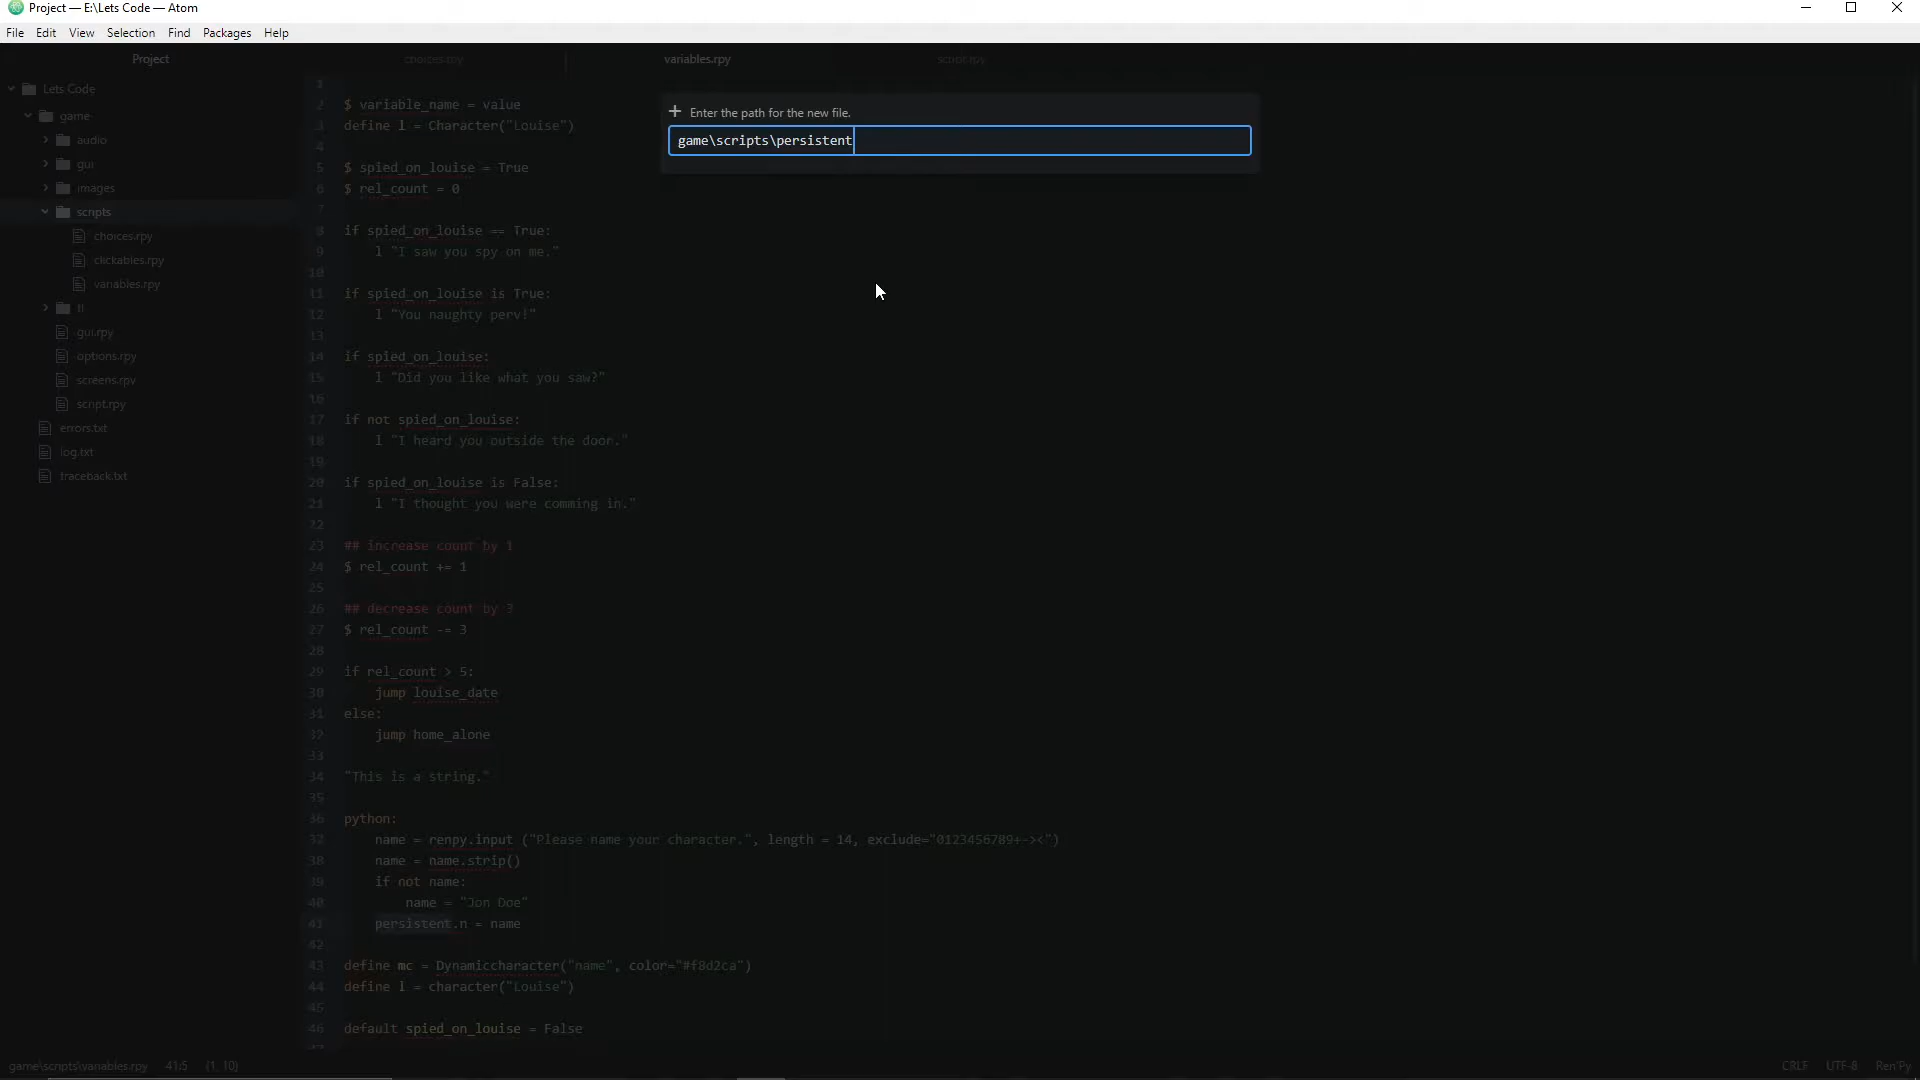 Project — E:\Lets Code — Atom
File Edit View Selection Find Packages Help
Project
choices.rpy
variables.rpy
script.rpy
Lets Code
game
audio
gui
images
scripts
choices.rpy
clickables.rpy
variables.rpy
tl
gui.rpy
options.rpy
screens.rpy
script.rpy
errors.txt
log.txt
traceback.txt
Enter the path for the new file.
game\scripts\persistent
1
2 $ variable_name = value
3 define l = Character("Louise")
4
5 $ spied_on_louise = True
6 $ rel_count = 0
7
8 if spied_on_louise == True:
9 l "I saw you spy on me."
10
11 if spied_on_louise is True:
12 l "You naughty perv!"
13
14 if spied_on_louise:
15 l "Did you like what you saw?"
16
17 if not spied_on_louise:
18 l "I heard you outside the door."
19
20 if spied_on_louise is False:
21 l "I thought you were comming in."
22
23 ## increase count by 1
24 $ rel_count += 1
25
26 ## decrease count by 3
27 $ rel_count -= 3
28
29 if rel_count > 5:
30 jump louise_date
31 else:
32 jump home_alone
33
34 "This is a string."
35
36 python:
37 name = renpy.input ("Please name your character.", length = 14, exclude="0123456789+-><")
38 name = name.strip()
39 if not name:
40 name = "Jon Doe"
41 persistent.n = name
42
43 define mc = Dynamiccharacter("name", color="#f8d2ca")
44 define l = character("Louise")
45
46 default spied_on_louise = False
47
game\scripts\variables.rpy 41:5 (1, 10)
CRLF UTF-8 Ren'Py